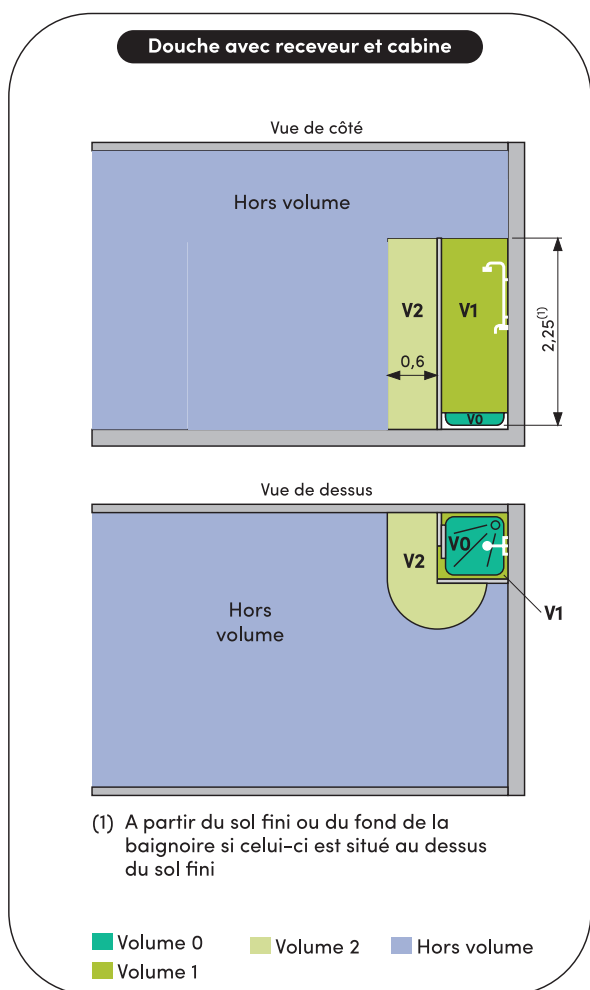 Douche avec receveur et cabine
Vue de côté
Hors volume
V2
V1
2,25(1)
0,6
V0
Vue de dessus
V0
V2
Hors
volume
V1
(1) A partir du sol fini ou du fond de la
baignoire si celui-ci est situé au dessus
du sol fini
Volume 0
Volume 2
Hors volume
Volume 1